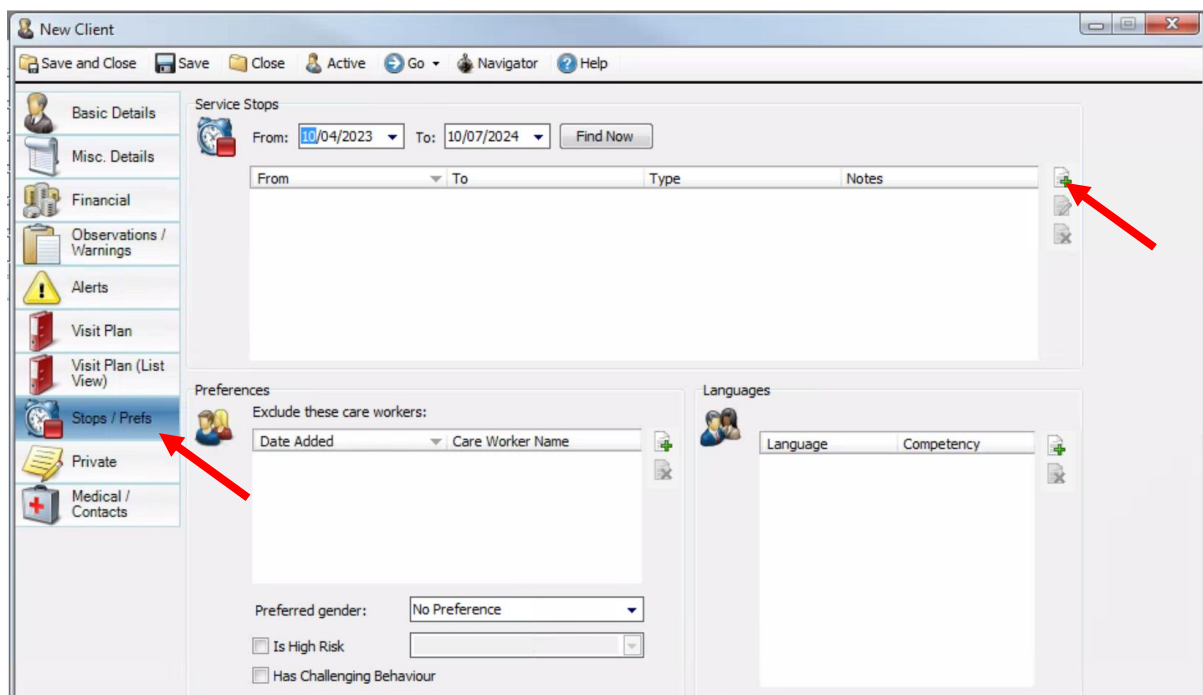 New Client
Save and Close Save Close Active Go Navigator Help
Basic Details
Misc. Details
Financial
Observations /
Warnings
Alerts
Visit Plan
Visit Plan (List
View)
Stops / Prefs
Private
Medical /
Contacts
Service Stops
From: 10/04/2023 To: 10/07/2024 Find Now
From To Type Notes
Preferences
Exclude these care workers:
Date Added Care Worker Name
Preferred gender: No Preference
Is High Risk
Has Challenging Behaviour
Languages
Language Competency